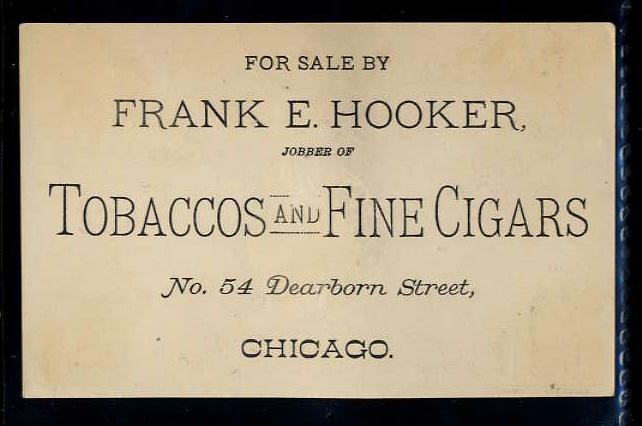 FOR SALE BY
FRANK E. HOOKER,
JOBBER OF
TOBACCOS AND FINE CIGARS
No. 54 Dearborn Street,
CHICAGO.